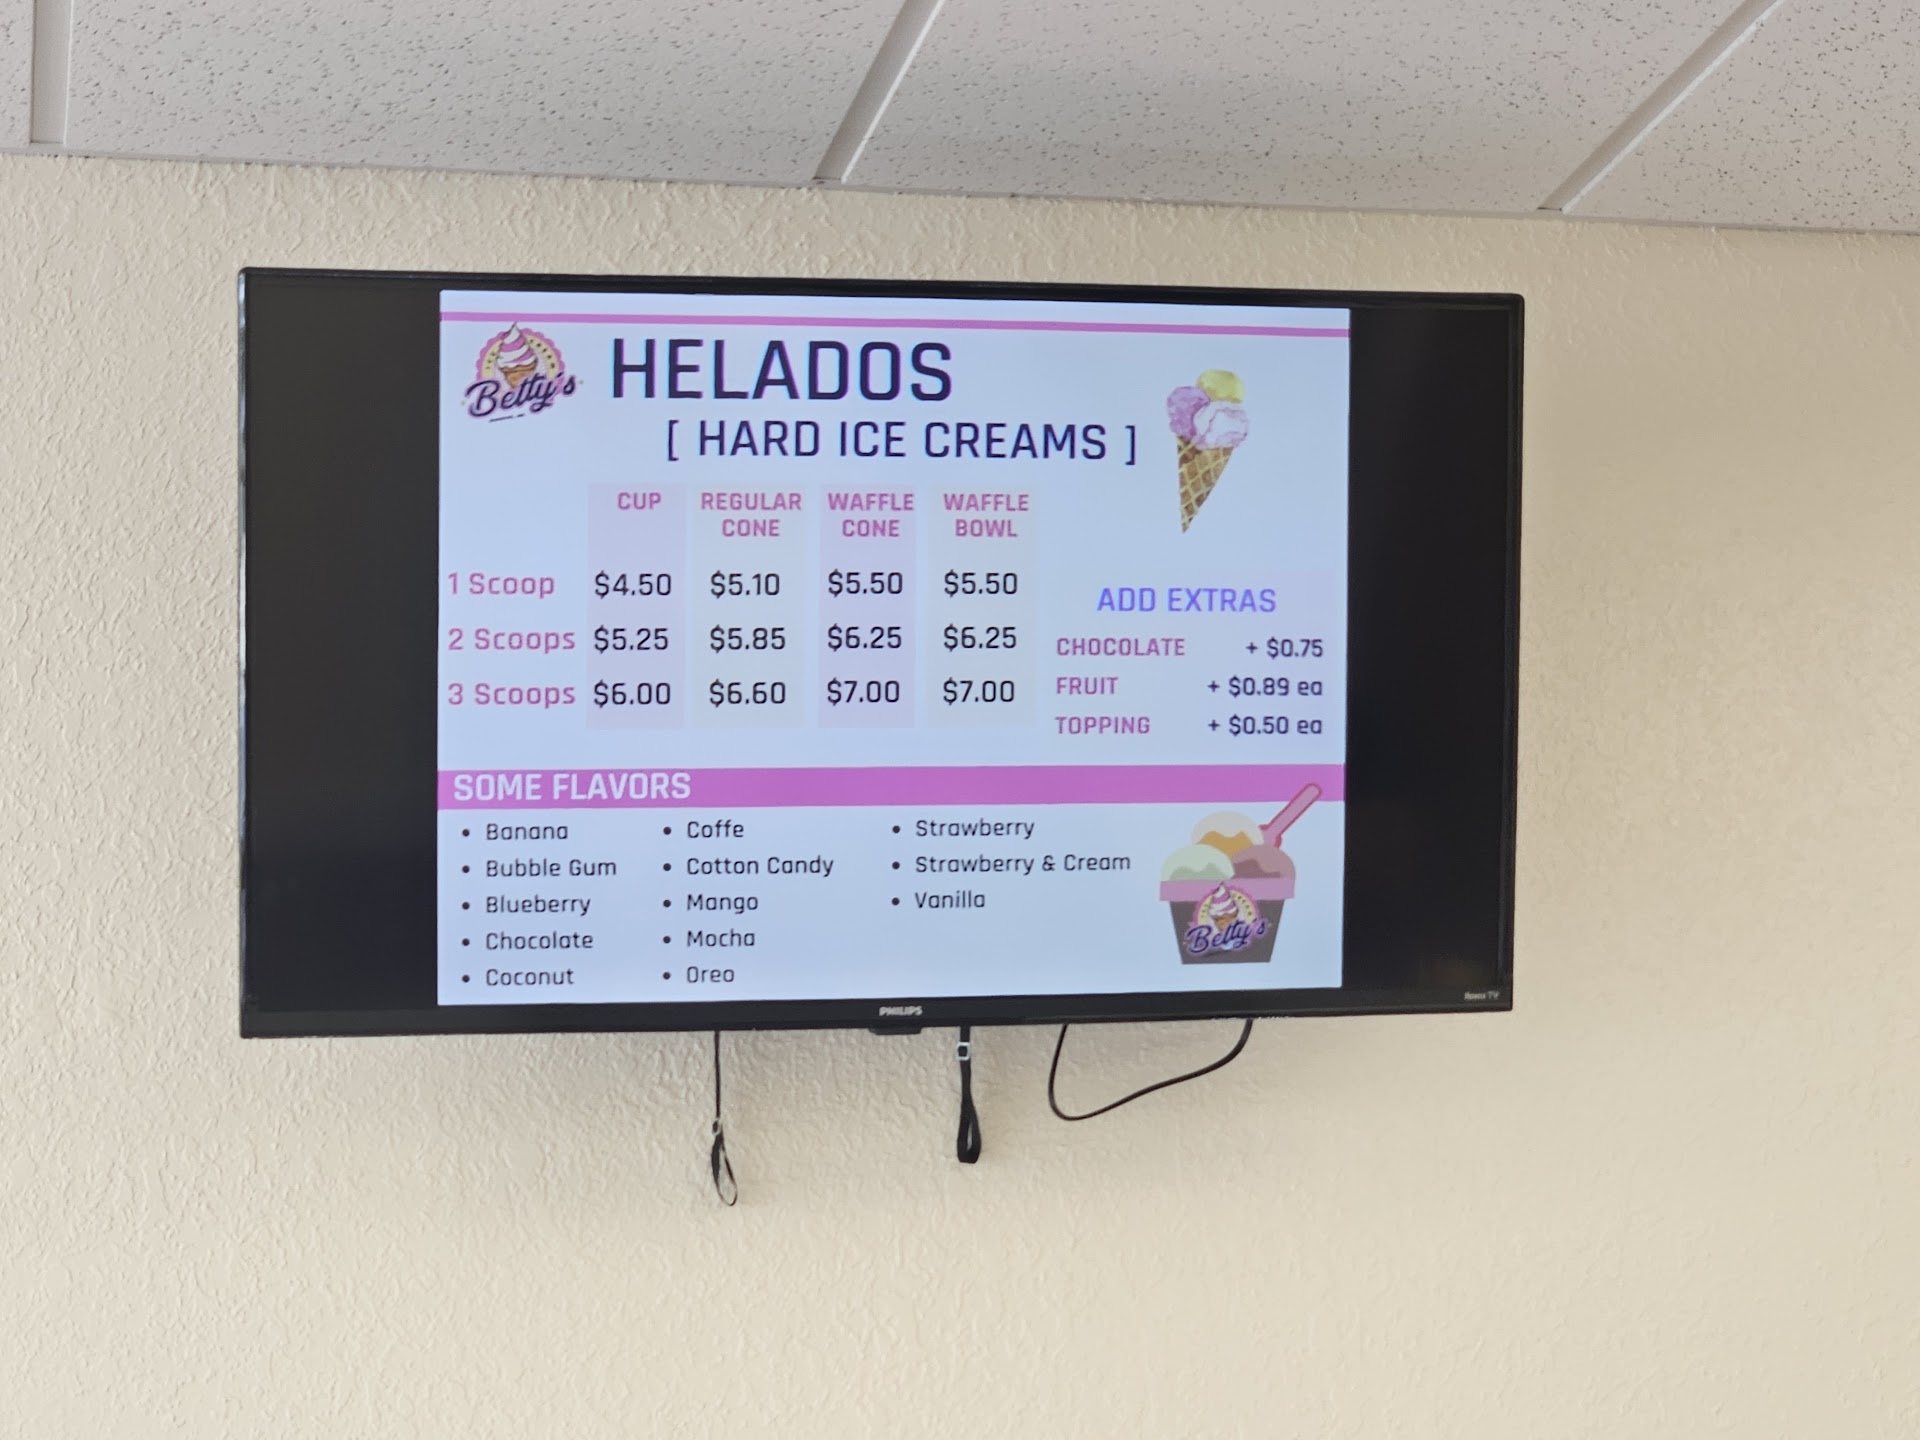 Betty's
HELADOS
[ HARD ICE CREAMS ]
CUP REGULAR CONE WAFFLE CONE WAFFLE BOWL
1 Scoop $4.50 $5.10 $5.50 $5.50
2 Scoops $5.25 $5.85 $6.25 $6.25
3 Scoops $6.00 $6.60 $7.00 $7.00
ADD EXTRAS
CHOCOLATE + $0.75
FRUIT + $0.89 ea
TOPPING + $0.50 ea
SOME FLAVORS
• Banana
• Bubble Gum
• Blueberry
• Chocolate
• Coconut
• Coffe
• Cotton Candy
• Mango
• Mocha
• Oreo
• Strawberry
• Strawberry & Cream
• Vanilla
Betty's
PHILIPS
Roku TV